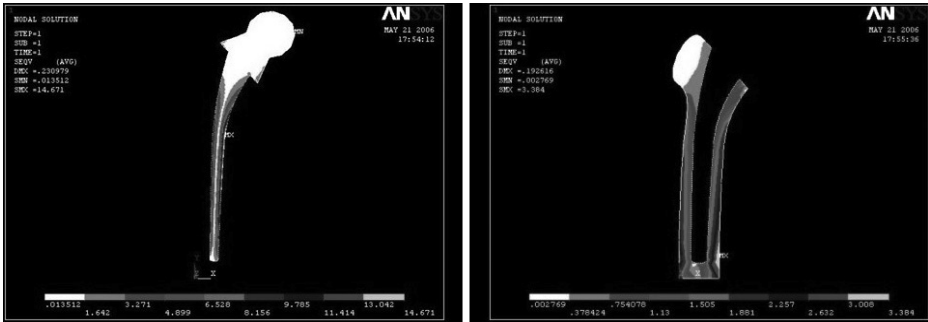 1
NODAL SOLUTION
STEP=1
SUB =1
TIME=1
SEQV (AVG)
DMX =.230979
SMN =.013512
SMX =14.671
ANSYS
MAY 21 2006
17:54:12
MN
MX
Z X
.013512 3.271 6.528 9.785 13.042
1.642 4.899 8.156 11.414 14.671
1
NODAL SOLUTION
STEP=1
SUB =1
TIME=1
SEQV (AVG)
DMX =.192616
SMN =.002769
SMX =3.384
ANSYS
MAY 21 2006
17:55:36
MX
X
.002769 .754078 1.505 2.257 3.008
.378424 1.13 1.881 2.632 3.384